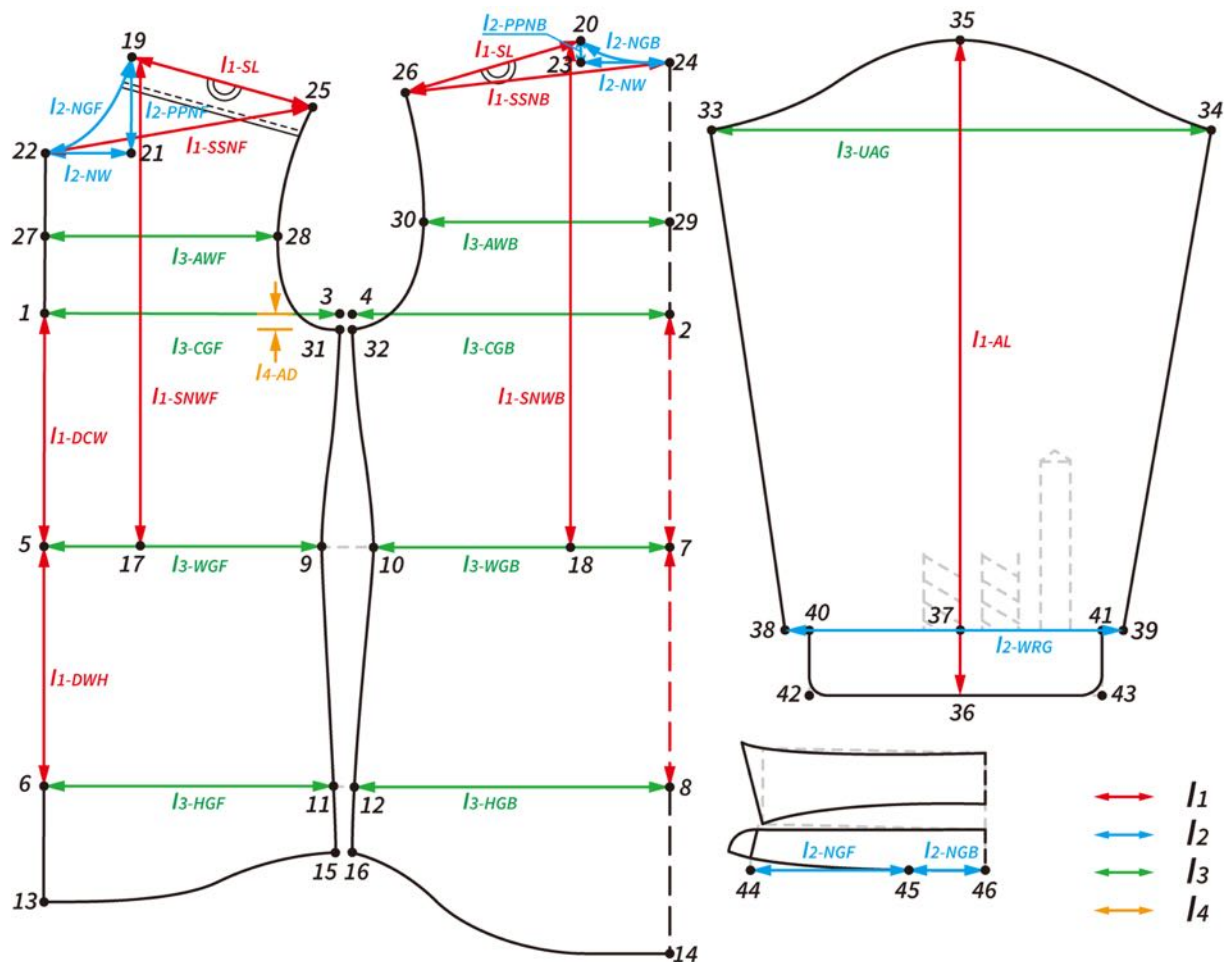 19
l1-SL
25
l2-NGF
l2-PPNF
l1-SSNF
22
21
l2-NW
27
28
l3-AWF
1
3
4
2
l3-CGF
31
32
l4-AD
l1-SNWF
l1-DCW
5
17
l3-WGF
9
l1-DWH
6
l3-HGF
11
13
15
l2-PPNB
20
l2-NGB
l1-SL
23
24
26
l2-NW
l1-SSNB
30
29
l3-AWB
l3-CGB
l1-SNWB
10
l3-WGB
18
7
12
l3-HGB
8
16
14
35
33
34
l3-UAG
l1-AL
38
40
37
41
39
l2-WRG
42
36
43
l2-NGF
l2-NGB
44
45
46
l1
l2
l3
l4